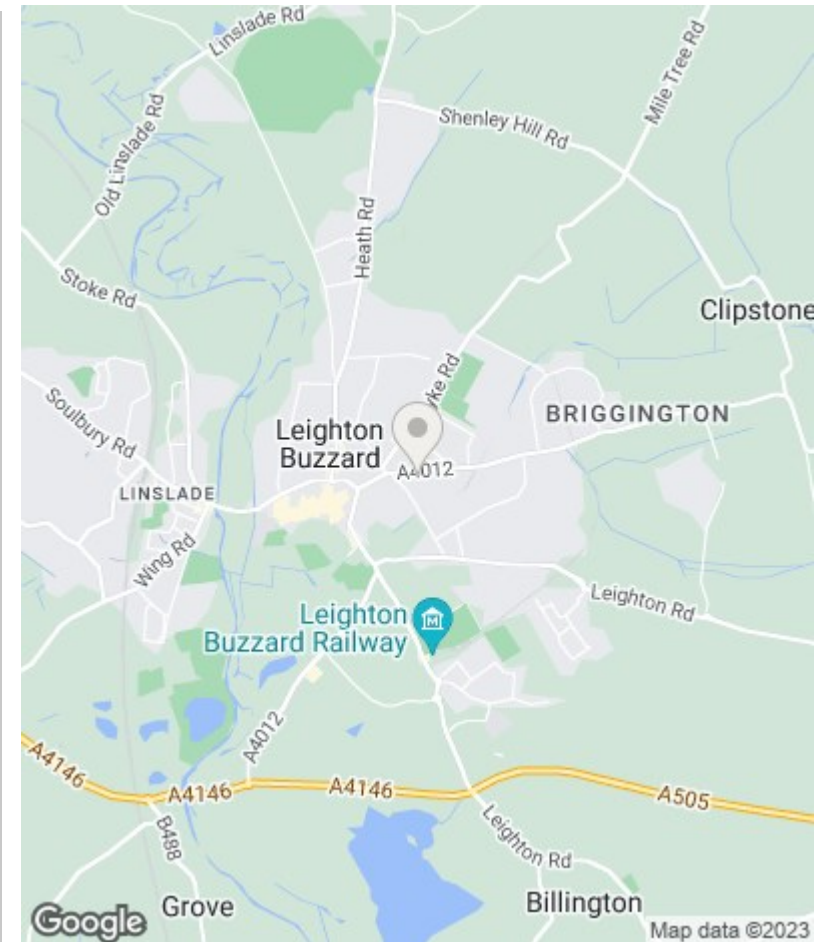 Linslade Rd
Mile Tree Rd
Shenley Hill Rd
Old Linslade Rd
Heath Rd
Stoke Rd
Clipstone
yke Rd
Soulbury Rd
BRIGGINGTON
Leighton
Buzzard
A4012
LINSLADE
Wing Rd
Leighton Rd
Leighton
Buzzard Railway
M
A4012
A4146
A4146
A4146
A505
B488
Leighton Rd
Grove
Billington
Google
Map data ©2023